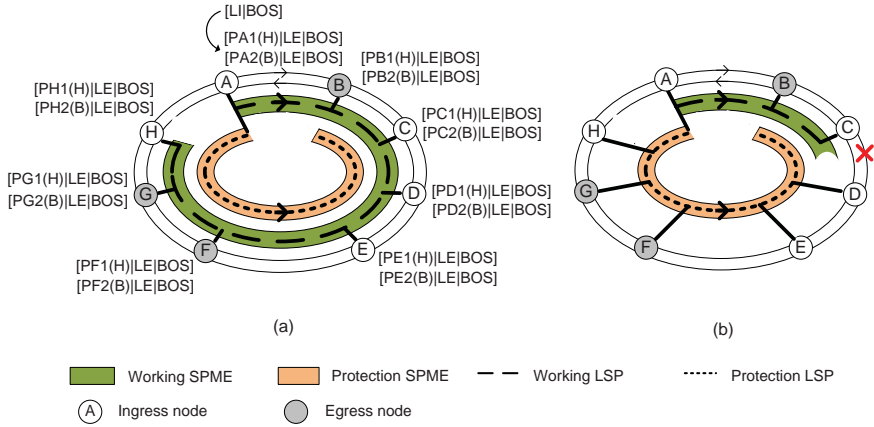 [LI|BOS]
[PA1(H)|LE|BOS]
[PA2(B)|LE|BOS]
[PB1(H)|LE|BOS]
[PB2(B)|LE|BOS]
[PH1(H)|LE|BOS]
[PH2(B)|LE|BOS]
A
B
[PC1(H)|LE|BOS]
[PC2(B)|LE|BOS]
H
C
[PG1(H)|LE|BOS]
[PG2(B)|LE|BOS]
G
D
[PD1(H)|LE|BOS]
[PD2(B)|LE|BOS]
F
E
[PF1(H)|LE|BOS]
[PF2(B)|LE|BOS]
[PE1(H)|LE|BOS]
[PE2(B)|LE|BOS]
(a)
A
B
H
C
G
D
F
E
(b)
Working SPME
Protection SPME
Working LSP
Protection LSP
A
Ingress node
G
Egress node